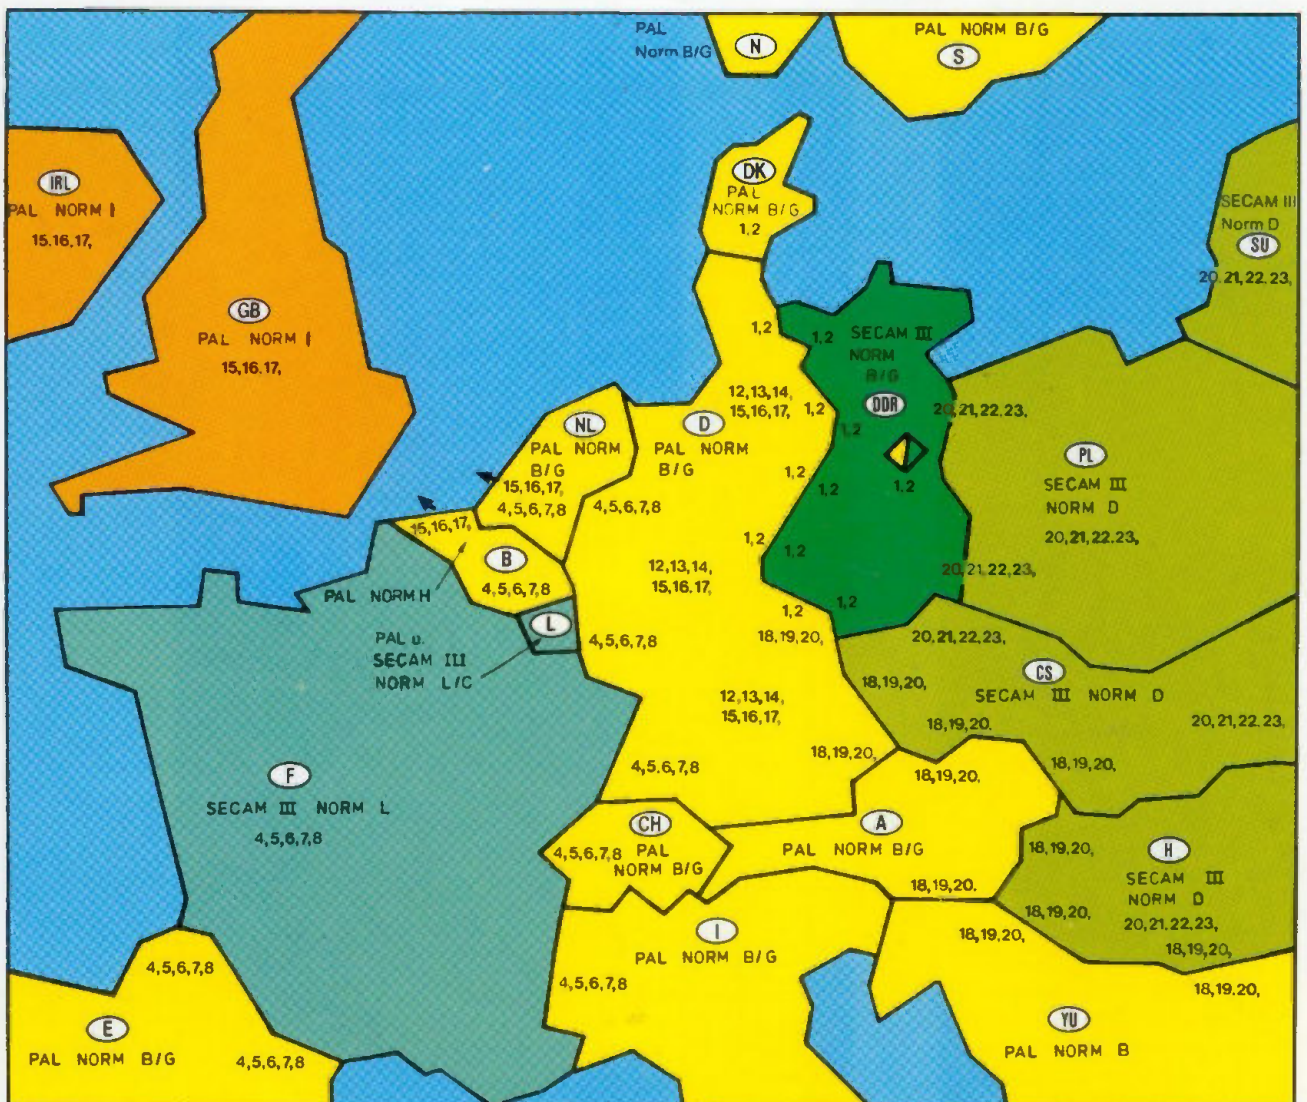 PAL
Norm B/G
N
PAL NORM B/G
S
IRL
PAL NORM I
15.16,17,
DK
PAL
NORM B/G
1,2
SECAM III
Norm D
SU
20,21,22.23,
GB
PAL NORM I
15,16.17,
1,2
1,2
SECAM III
NORM
B/G
DDR
12,13,14,
15,16,17,
1,2
1,2
20,21,22.23,
NL
PAL NORM
B/G
15,16,17,
4,5,6,7,8
D
PAL NORM
B/G
4,5,6,7,8
1,2
1,2
1,2
PL
SECAM III
NORM D
20,21,22.23,
15,16,17,
B
4,5,6,7,8
PAL NORM H
12,13,14,
15,16.17,
1,2
1,2
20,21,22,23,
1,2
1,2
L
PAL u.
SECAM III
NORM L/C
4,5,6,7,8
18,19,20,
20,21,22,23,
CS
SECAM III NORM D
18,19,20,
18,19,20.
20,21,22.23,
12,13,14,
15,16,17,
18,19,20,
18,19,20.
18,19,20,
F
SECAM III NORM L
4,5,6,7,8
4,5,6,7,8
CH
PAL
NORM B/G
4,5,6,7,8
A
PAL NORM B/G
18,19,20.
18,19,20,
H
SECAM III
NORM D
20,21.22,23,
18,19,20,
18,19,20,
I
PAL NORM B/G
4,5,6,7,8
18,19,20,
18,19.20,
4,5,6,7,8
E
PAL NORM B/G
4,5,6,7,8
YU
PAL NORM B